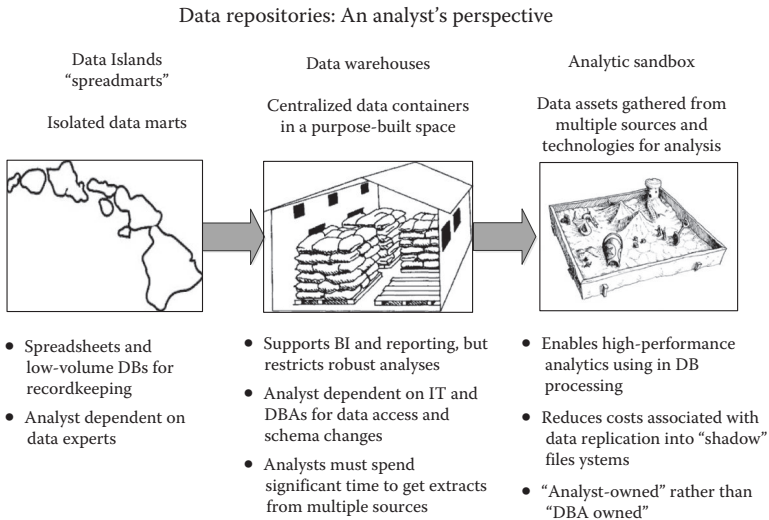 Data repositories: An analyst’s perspective
Data Islands
“spreadmarts”
Isolated data marts
Data warehouses
Centralized data containers
in a purpose-built space
Analytic sandbox
Data assets gathered from
multiple sources and
technologies for analysis
• Spreadsheets and
low-volume DBs for
recordkeeping
• Analyst dependent on
data experts
• Supports BI and reporting, but
restricts robust analyses
• Analyst dependent on IT and
DBAs for data access and
schema changes
• Analysts must spend
significant time to get extracts
from multiple sources
• Enables high-performance
analytics using in DB
processing
• Reduces costs associated with
data replication into “shadow”
files ystems
• “Analyst-owned” rather than
“DBA owned”